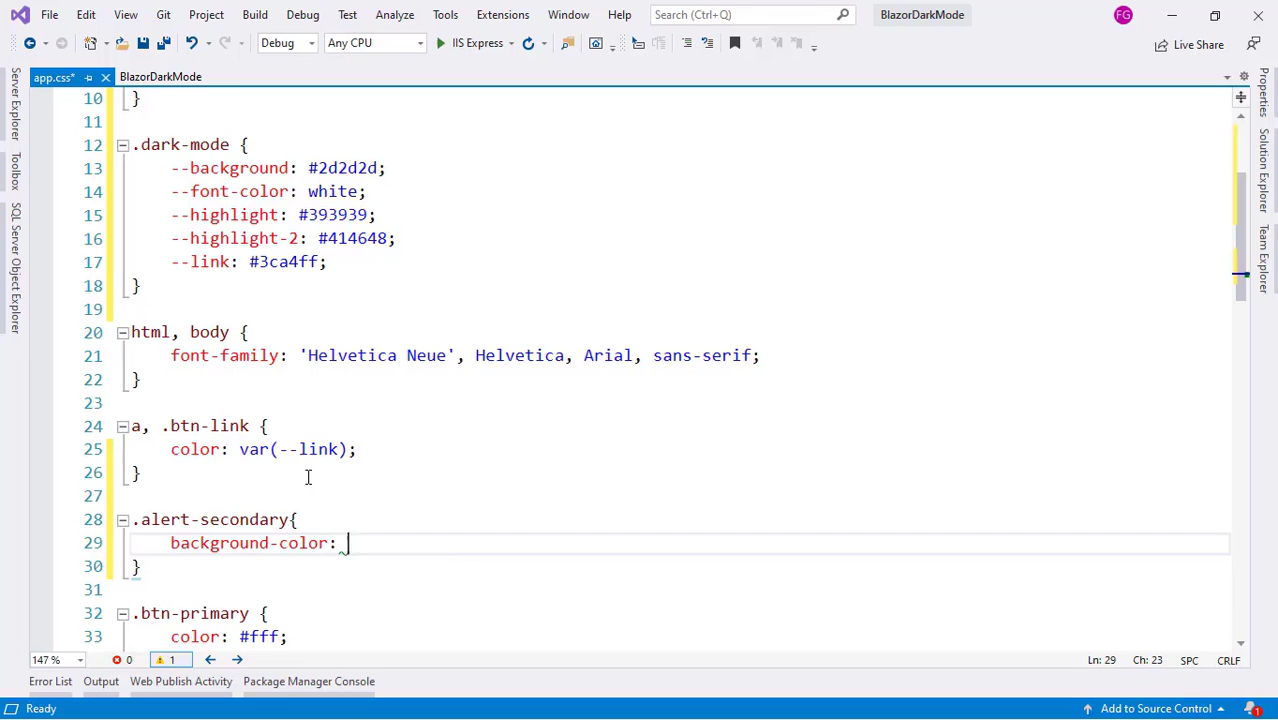 File Edit View Git Project Build Debug Test Analyze Tools Extensions Window Help Search (Ctrl+Q) BlazorDarkMode FG
Debug Any CPU IIS Express Live Share
app.css* BlazorDarkMode
Server Explorer
Toolbox
SQL Server Object Explorer
10 }
11
12 .dark-mode {
13 --background: #2d2d2d;
14 --font-color: white;
15 --highlight: #393939;
16 --highlight-2: #414648;
17 --link: #3ca4ff;
18 }
19
20 html, body {
21 font-family: 'Helvetica Neue', Helvetica, Arial, sans-serif;
22 }
23
24 a, .btn-link {
25 color: var(--link);
26 }
27
28 .alert-secondary{
29 background-color:
30 }
31
32 .btn-primary {
33 color: #fff;
Properties
Solution Explorer
Team Explorer
147 % 0 1 Ln: 29 Ch: 23 SPC CRLF
Error List Output Web Publish Activity Package Manager Console
Ready Add to Source Control 1